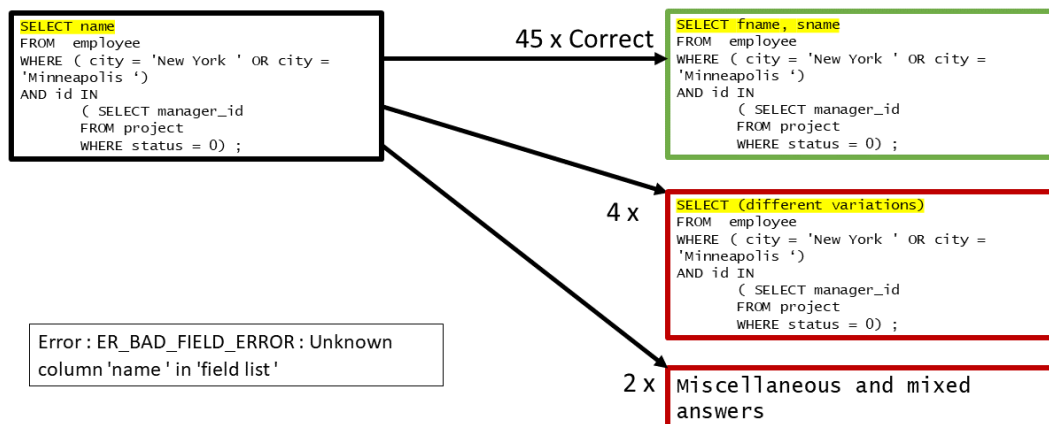 SELECT name
FROM  employee
WHERE ( city = 'New York ' OR city =
'Minneapolis ‘)
AND id IN
( SELECT manager_id
FROM project
WHERE status = 0) ;
45 x Correct
SELECT fname, sname
FROM  employee
WHERE ( city = 'New York ' OR city =
'Minneapolis ‘)
AND id IN
( SELECT manager_id
FROM project
WHERE status = 0) ;
4 x
SELECT (different variations)
FROM  employee
WHERE ( city = 'New York ' OR city =
'Minneapolis ‘)
AND id IN
( SELECT manager_id
FROM project
WHERE status = 0) ;
Error : ER_BAD_FIELD_ERROR : Unknown
column 'name ' in 'field list '
2 x
Miscellaneous and mixed
answers